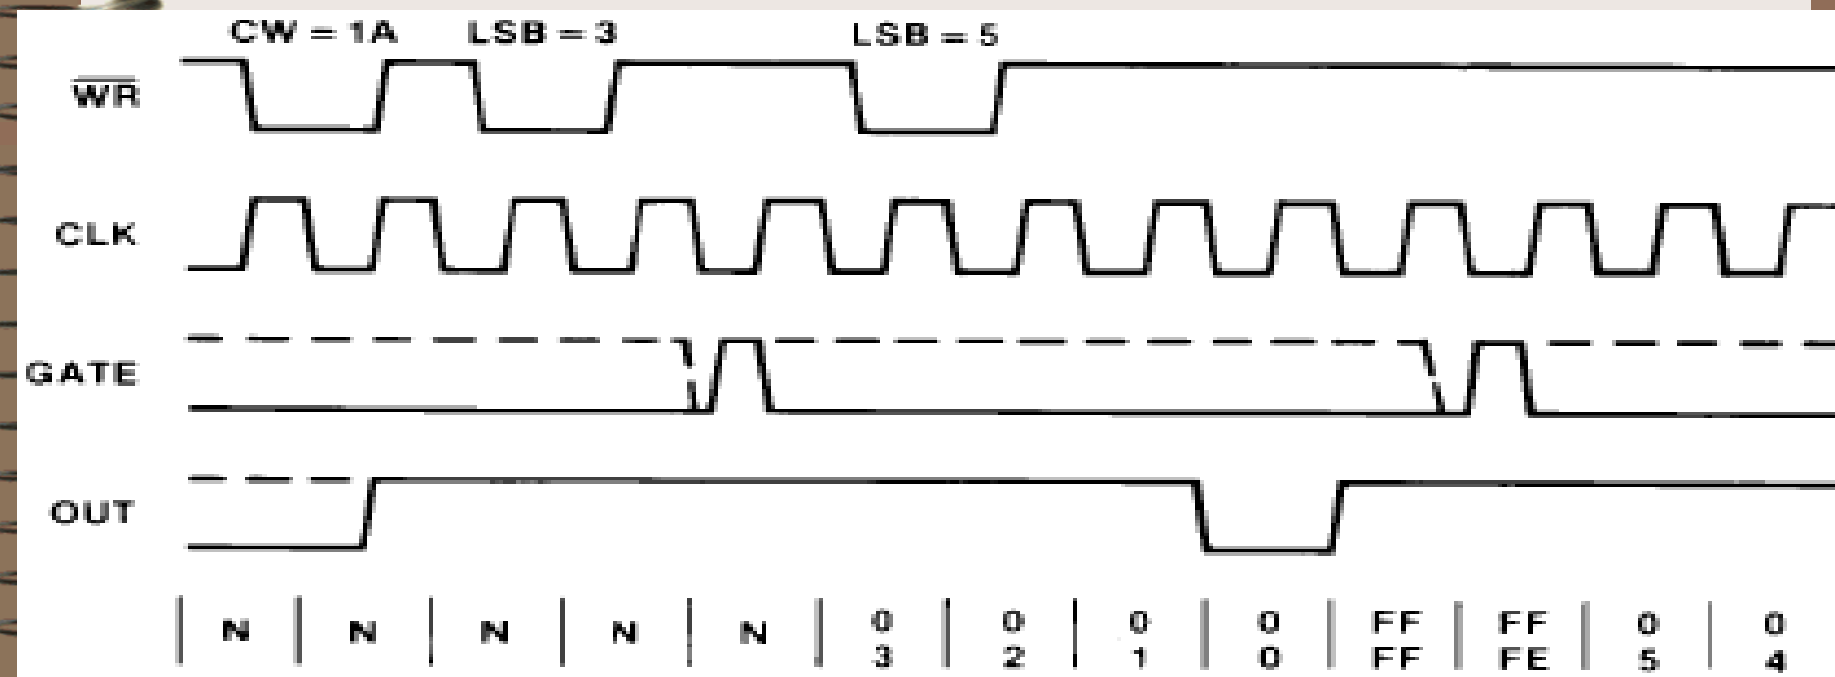 CW = 1A LSB = 3 LSB = 5
WR
CLK
GATE
OUT
N N N N N 0 0 0 0 FF FF 0 0
3 2 1 0 FF FE 5 4